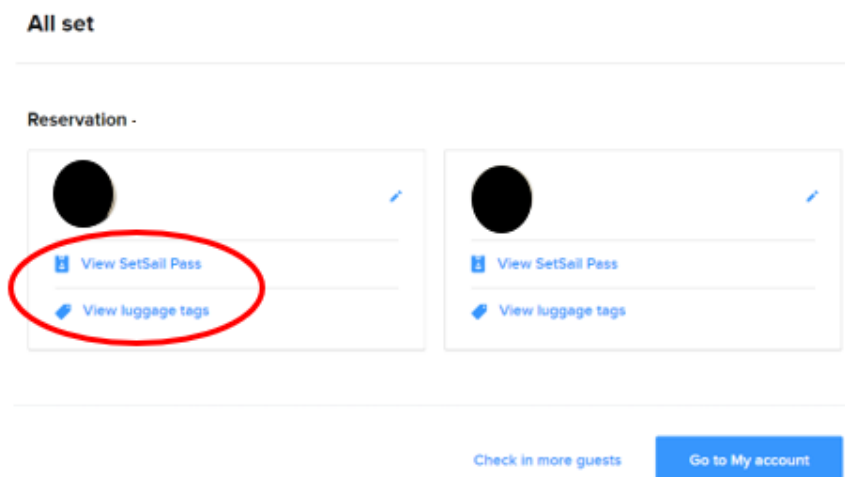 All set
Reservation -
View SetSail Pass
View luggage tags
View SetSail Pass
View luggage tags
Check in more guests
Go to My account